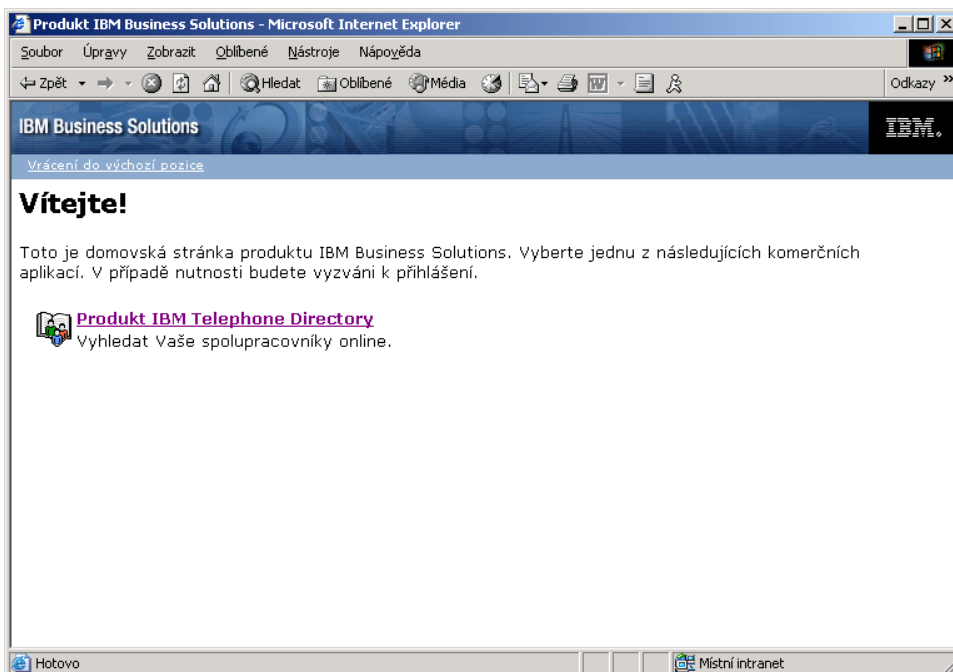 Produkt IBM Business Solutions - Microsoft Internet Explorer
Soubor Úpravy Zobrazit Oblíbené Nástroje Nápověda
Zpět Hledat Oblíbené Média Odkazy »
IBM Business Solutions IBM®
Vrácení do výchozí pozice
Vítejte!
Toto je domovská stránka produktu IBM Business Solutions. Vyberte jednu z následujících komerčních
aplikací. V případě nutnosti budete vyzváni k přihlášení.
Produkt IBM Telephone Directory
Vyhledat Vaše spolupracovníky online.
Hotovo Místní intranet